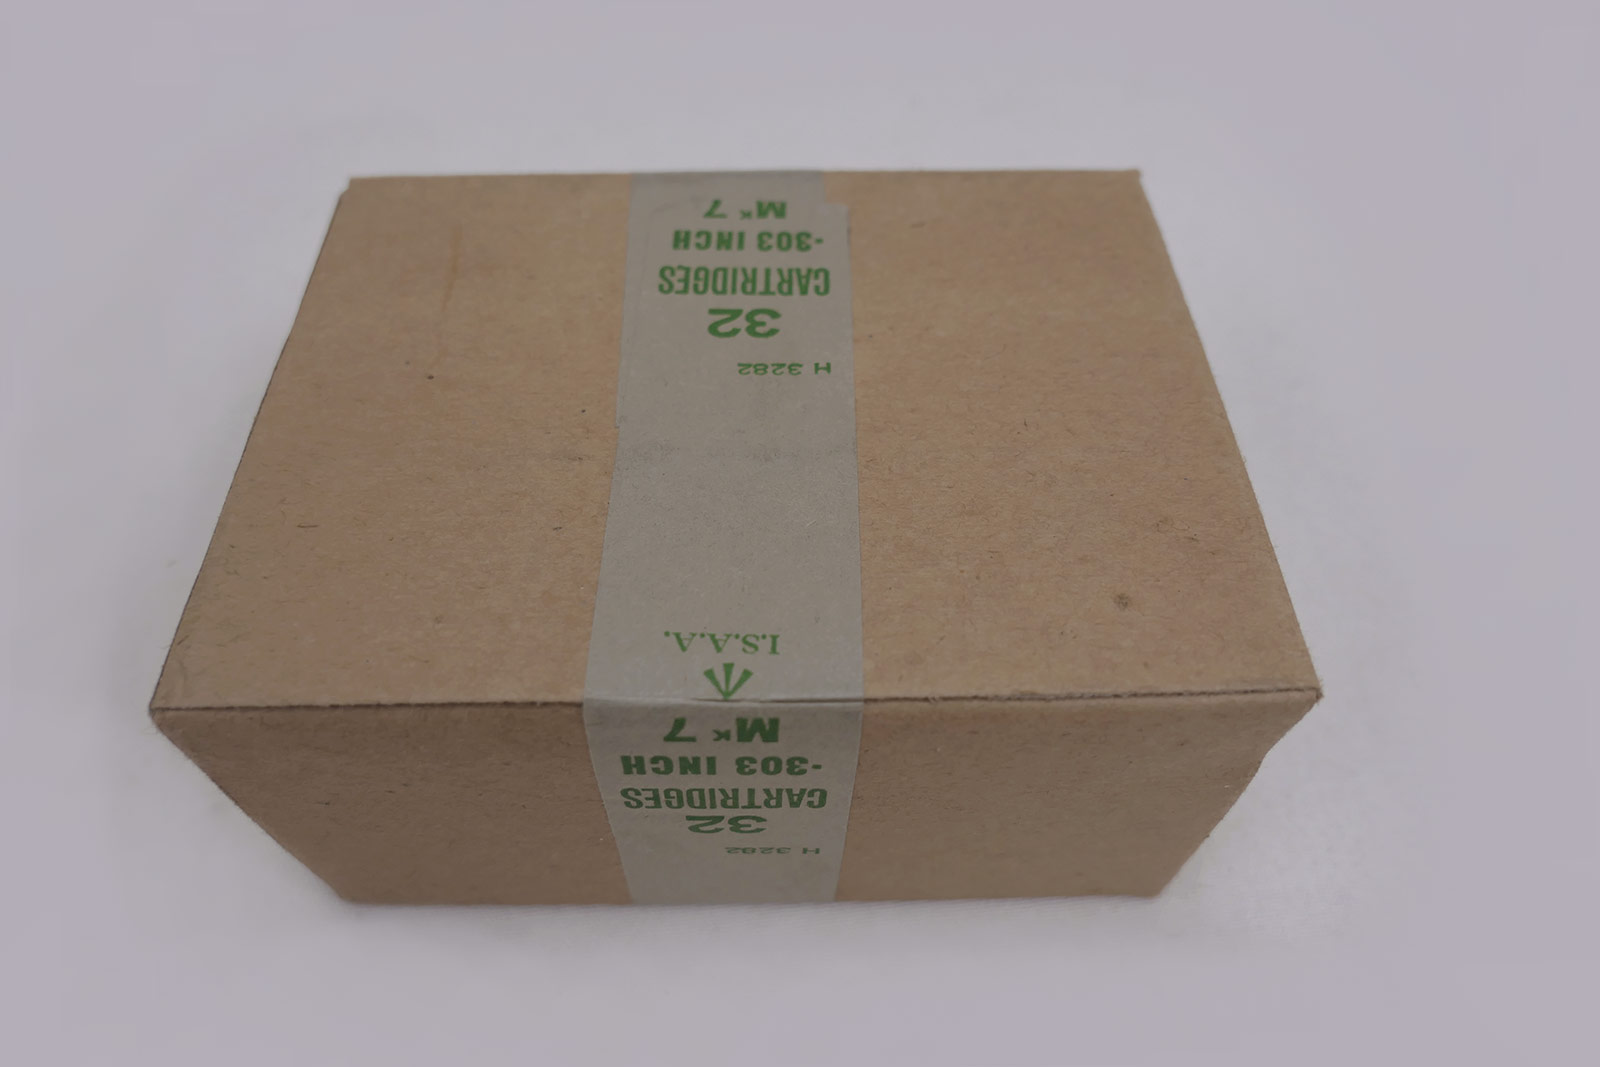 H 3282
32
CARTRIDGES
·303 INCH
Mᴷ 7
I.S.A.A.
H 3282
32
CARTRIDGES
·303 INCH
Mᴷ 7